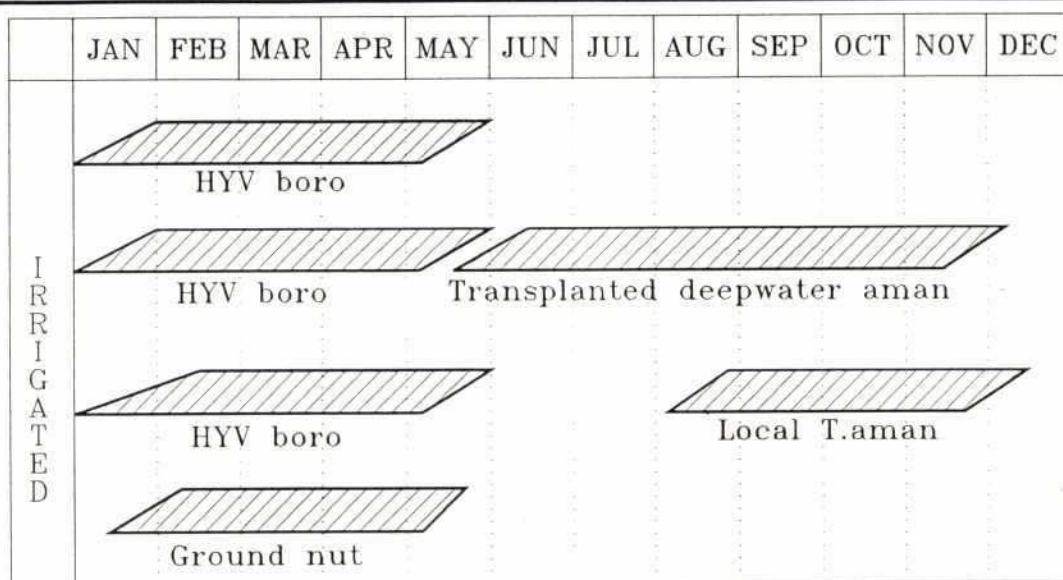 JAN FEB MAR APR MAY JUN JUL AUG SEP OCT NOV DEC
IRRIGATED
HYV boro
HYV boro Transplanted deepwater aman
HYV boro Local T.aman
Ground nut